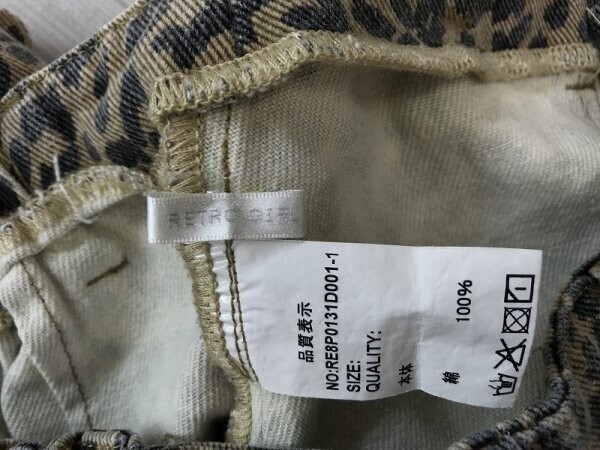 RETRO GIRL
品質表示
NO:RE8P0131D001-1
SIZE:
QUALITY:
本体
綿 100%